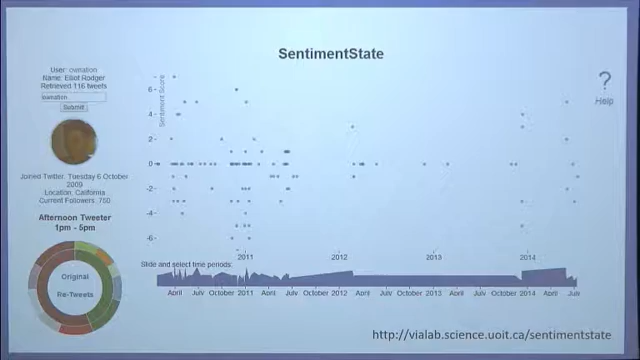 SentimentState
User: ownation
Name: Elliot Rodger
Retrieved 116 tweets
ownation
Submit
Joined Twitter: Tuesday 6 October
2009
Location, California
Current Followers: 750
Afternoon Tweeter
1pm - 5pm
Original
Re-Tweets
Sentiment Score
6
4
2
0
-2
-4
-6
2011
2012
2013
2014
Slide and select time periods:
April July October 2011 April July October 2012 April July October 2013 April July October 2014 April July
?
Help
http://vialab.science.uoit.ca/sentimentstate